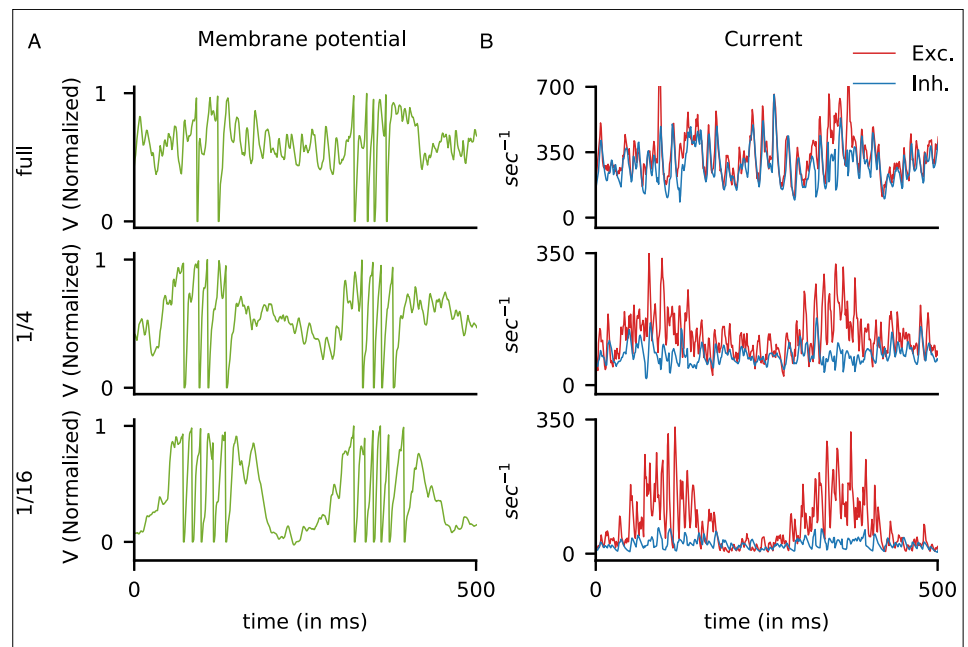 A
Membrane potential
B
Current
Exc.
Inh.
full
V (Normalized)
1
0
sec⁻¹
700
350
0
1/4
V (Normalized)
1
0
sec⁻¹
350
0
1/16
V (Normalized)
1
0
sec⁻¹
350
0
0
500
time (in ms)
0
500
time (in ms)